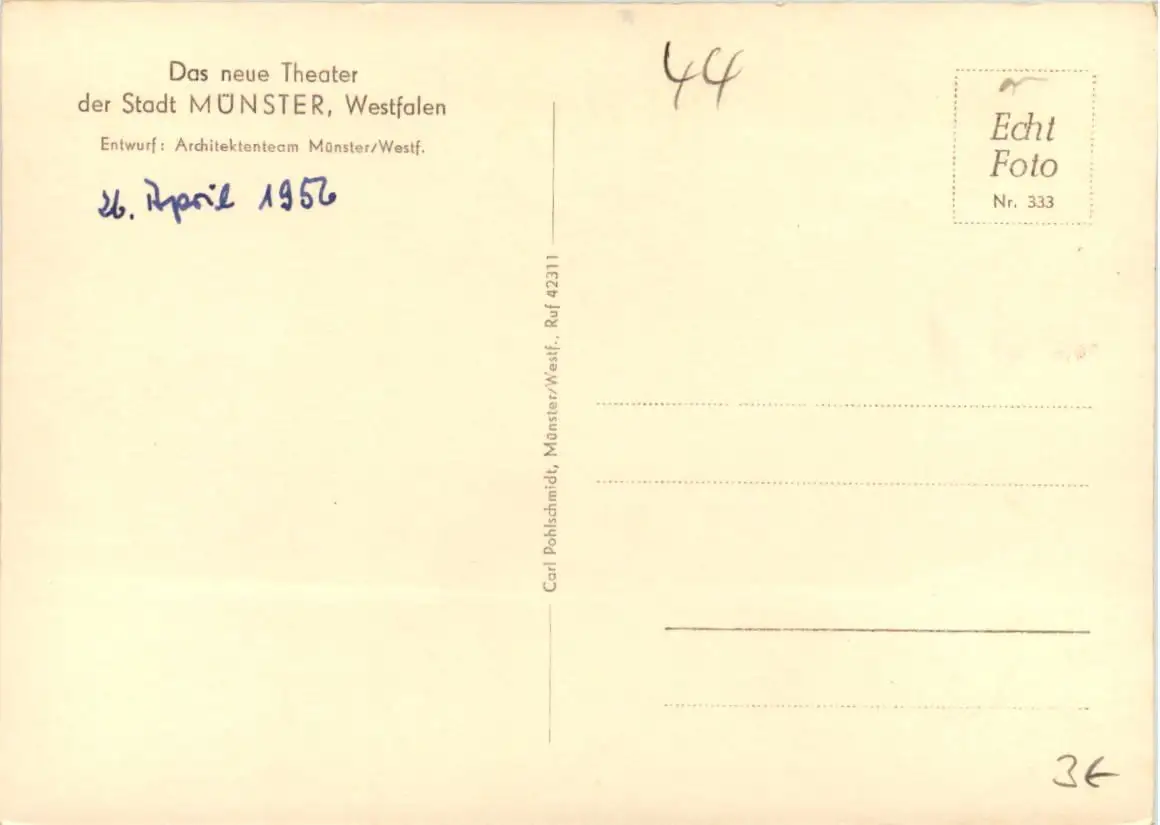 Das neue Theater
der Stadt MÜNSTER, Westfalen
Entwurf: Architektenteam Münster/Westf.
26. April 1956
Carl Pohlschmidt, Münster/Westf., Ruf 42311
44
Echt
Foto
Nr. 333
3€